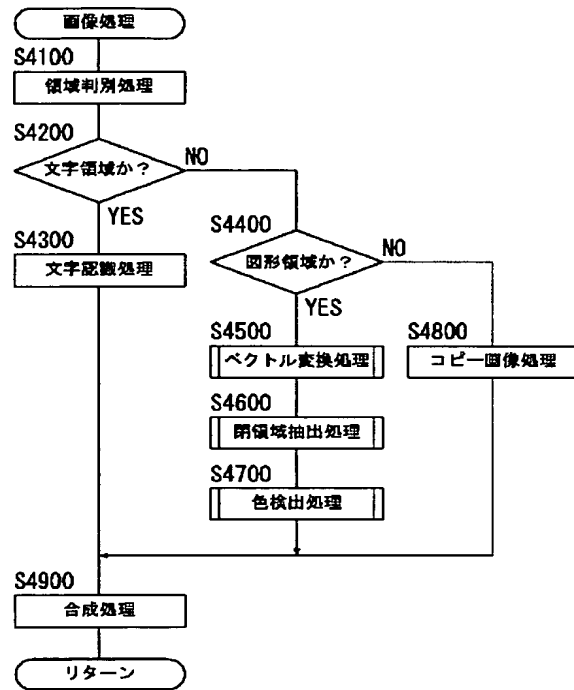 画像処理
S4100
領域判別処理
S4200
文字領域か？
NO
YES
S4300
文字認識処理
S4400
図形領域か？
NO
YES
S4500
ベクトル変換処理
S4800
コピー画像処理
S4600
閉領域抽出処理
S4700
色検出処理
S4900
合成処理
リターン